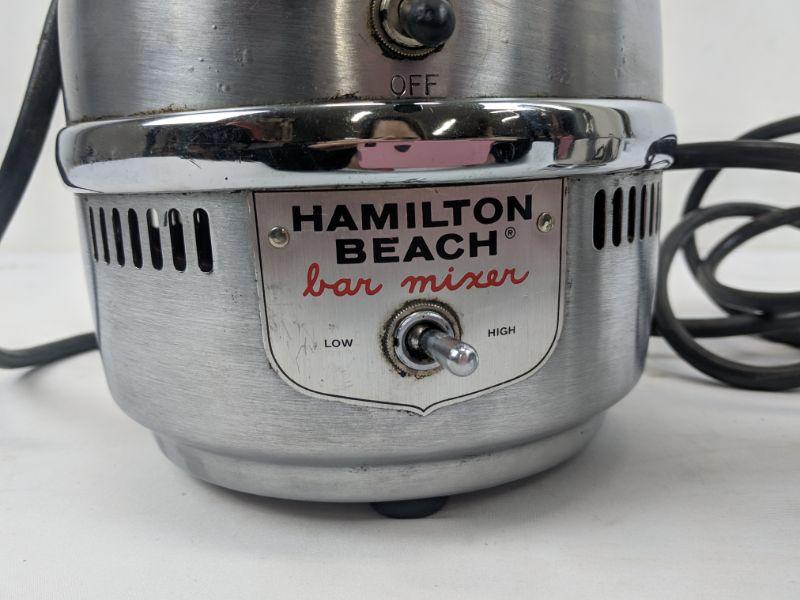 OFF
HAMILTON
BEACH®
bar mixer
LOW HIGH